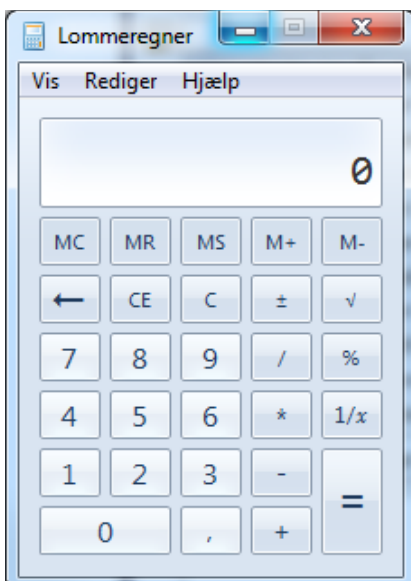 Lommeregner
Vis Rediger Hjælp
0
MC MR MS M+ M-
← CE C ± √
7 8 9 / %
4 5 6 * 1/x
1 2 3 - =
0 , +